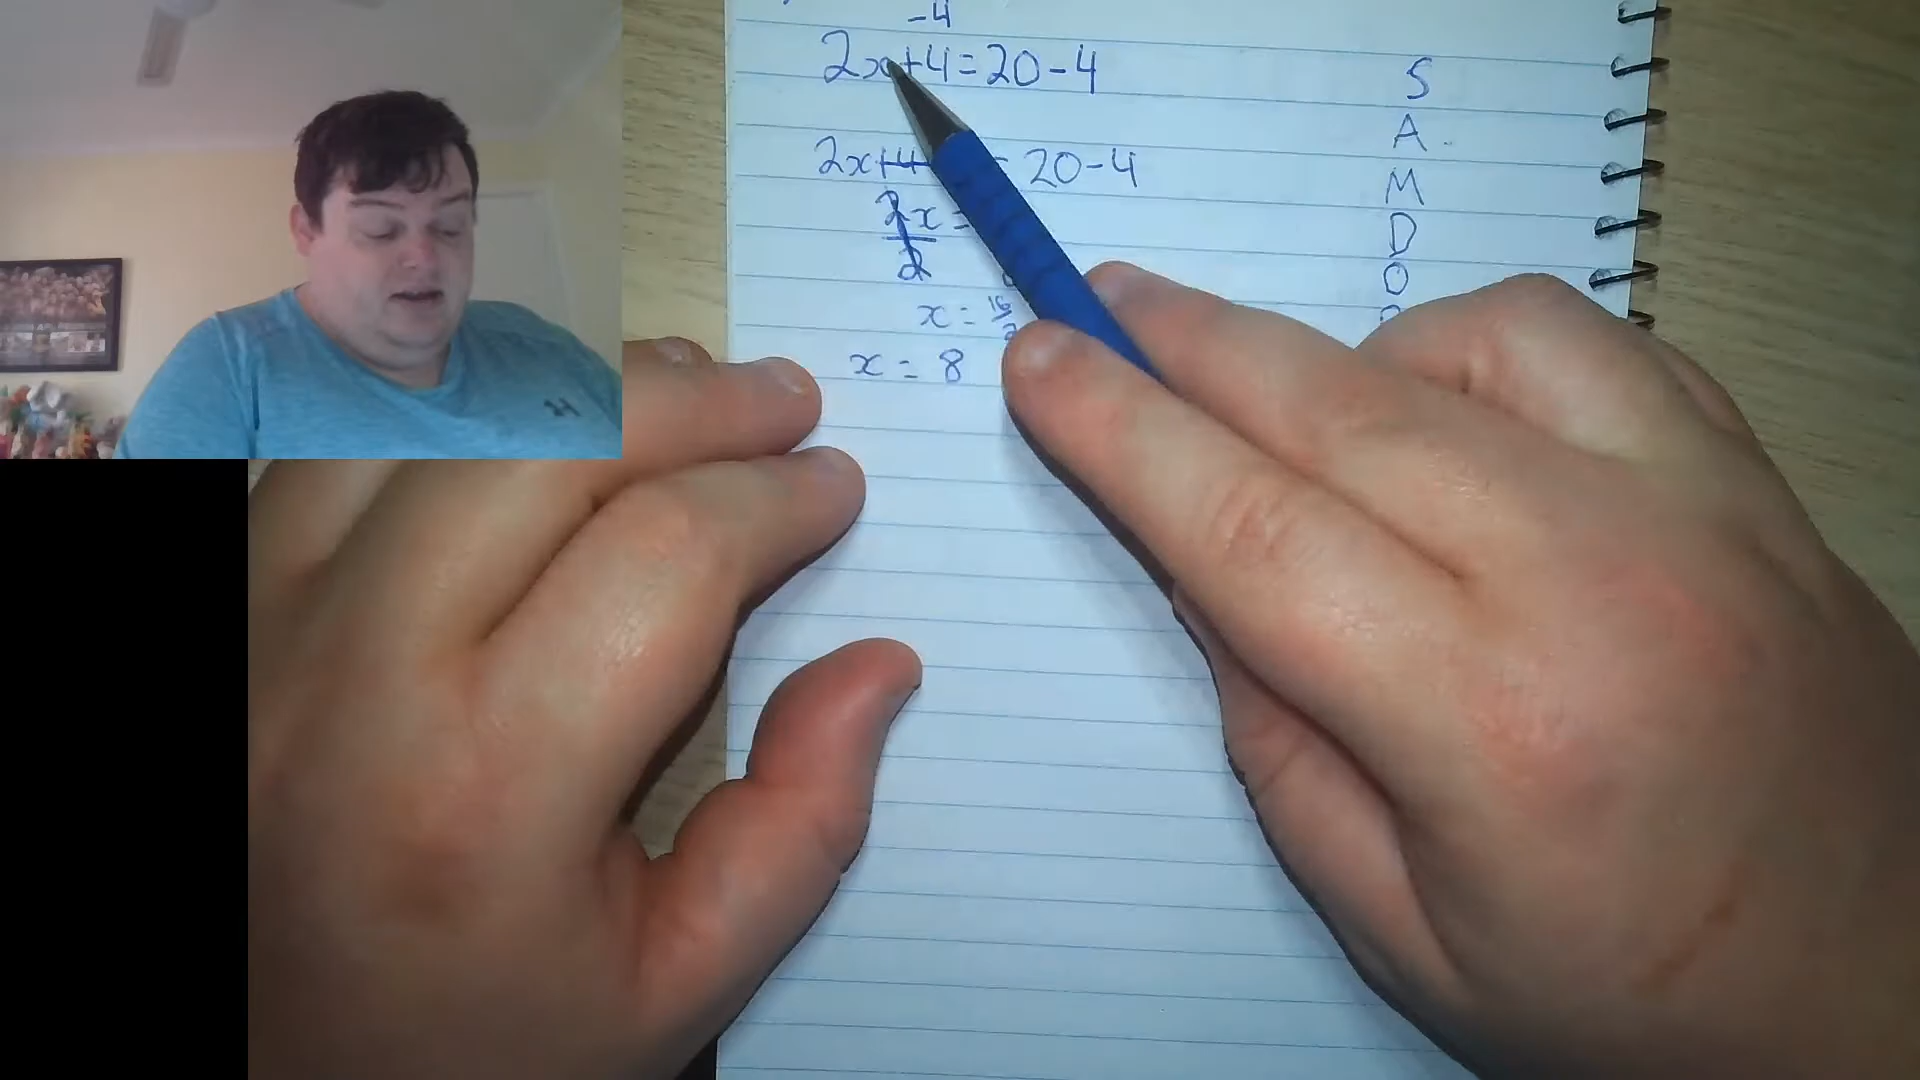 -4
2x+4=20-4
2x+4 = 20-4
2x =
2
x = 16
2
x = 8
S
A.
M
D
O